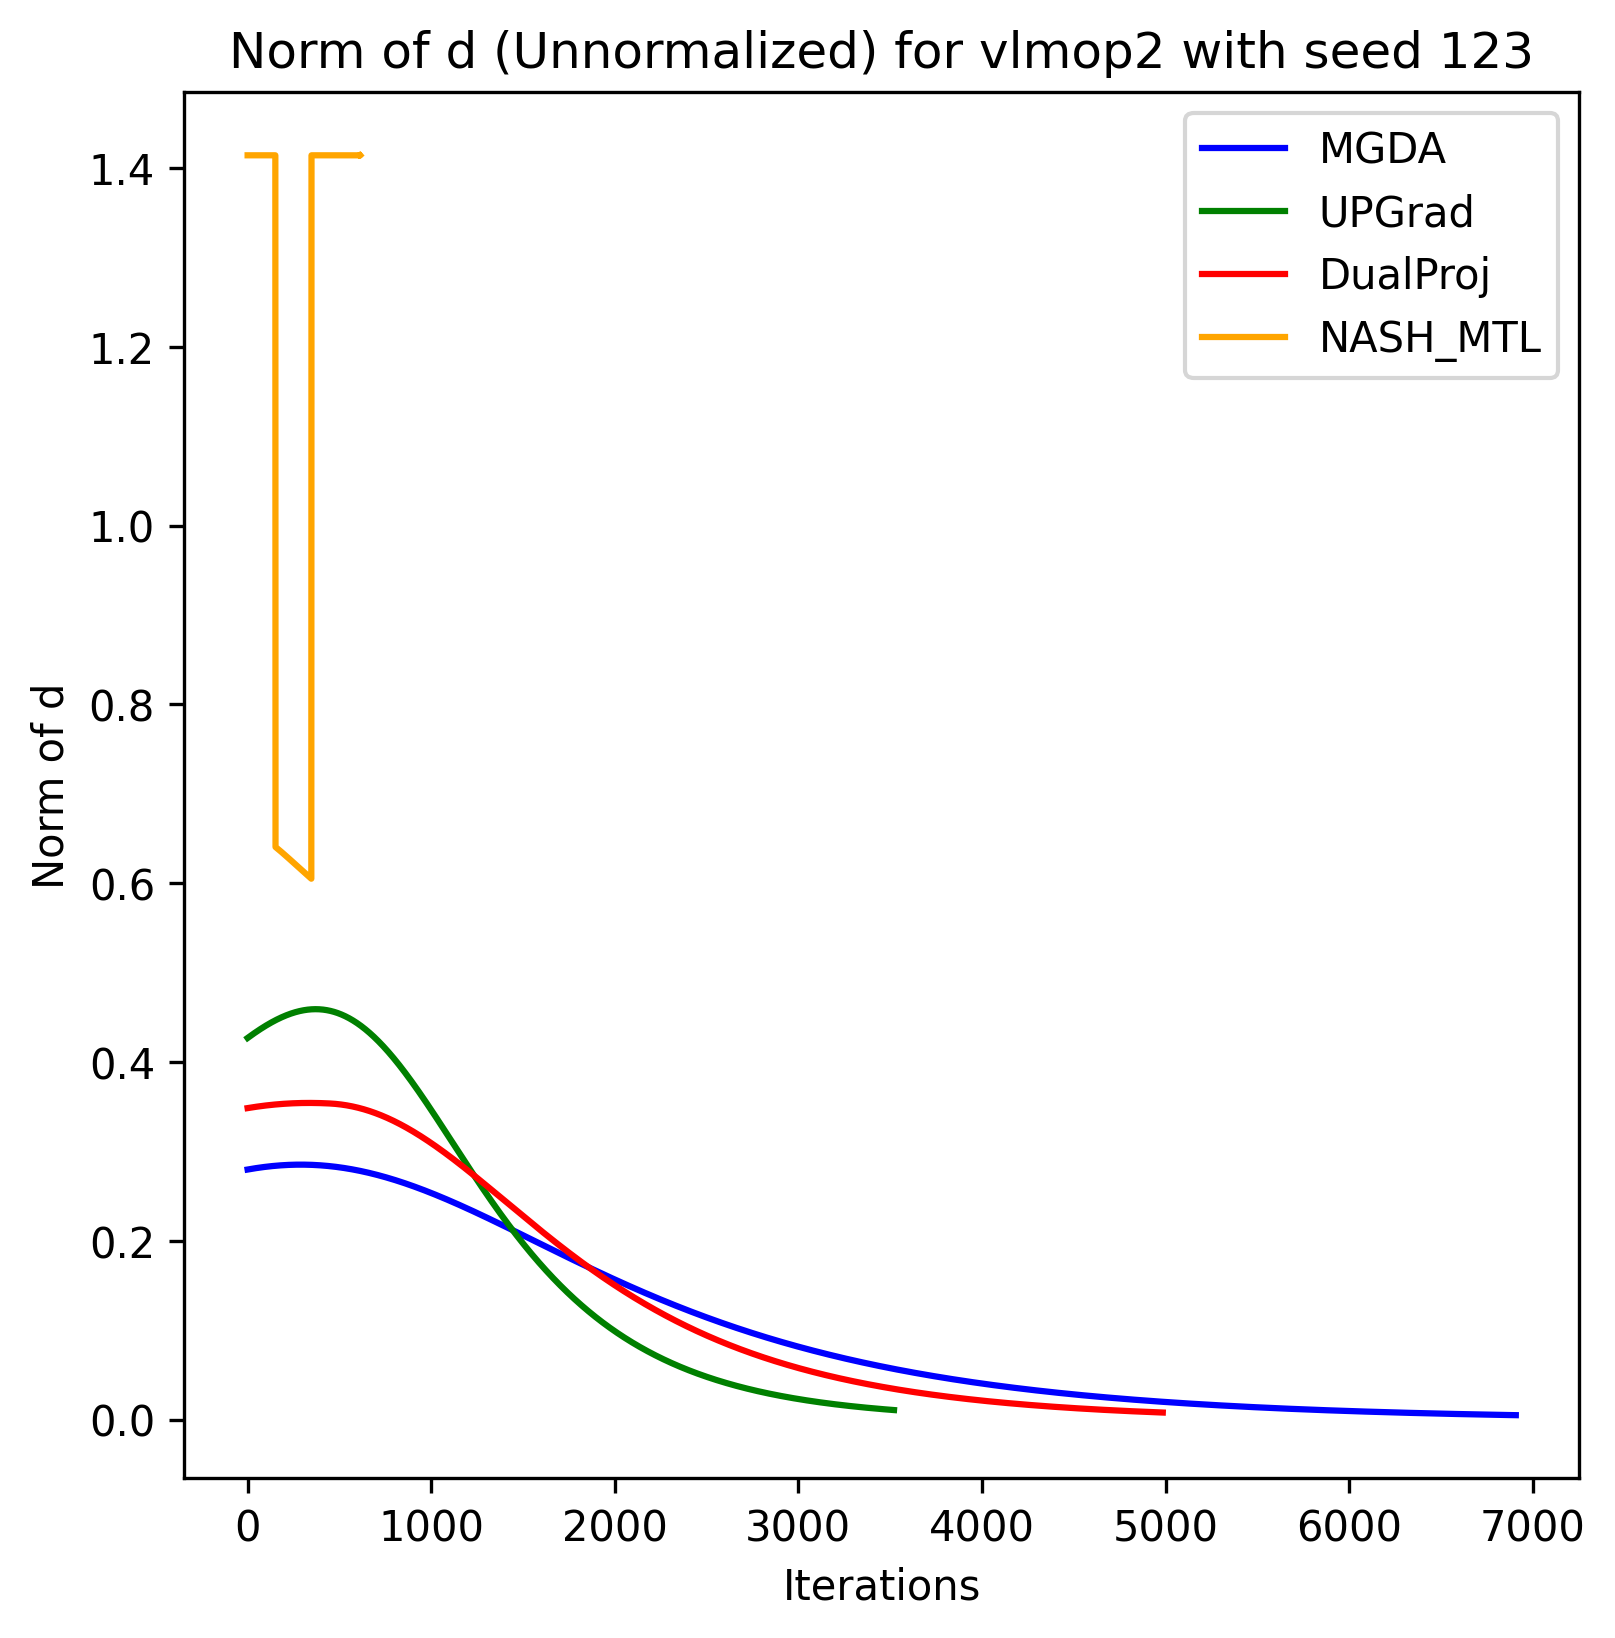 Norm of d (Unnormalized) for vlmop2 with seed 123
MGDA
UPGrad
DualProj
NASH_MTL
Norm of d
1.4
1.2
1.0
0.8
0.6
0.4
0.2
0.0
0 1000 2000 3000 4000 5000 6000 7000
Iterations